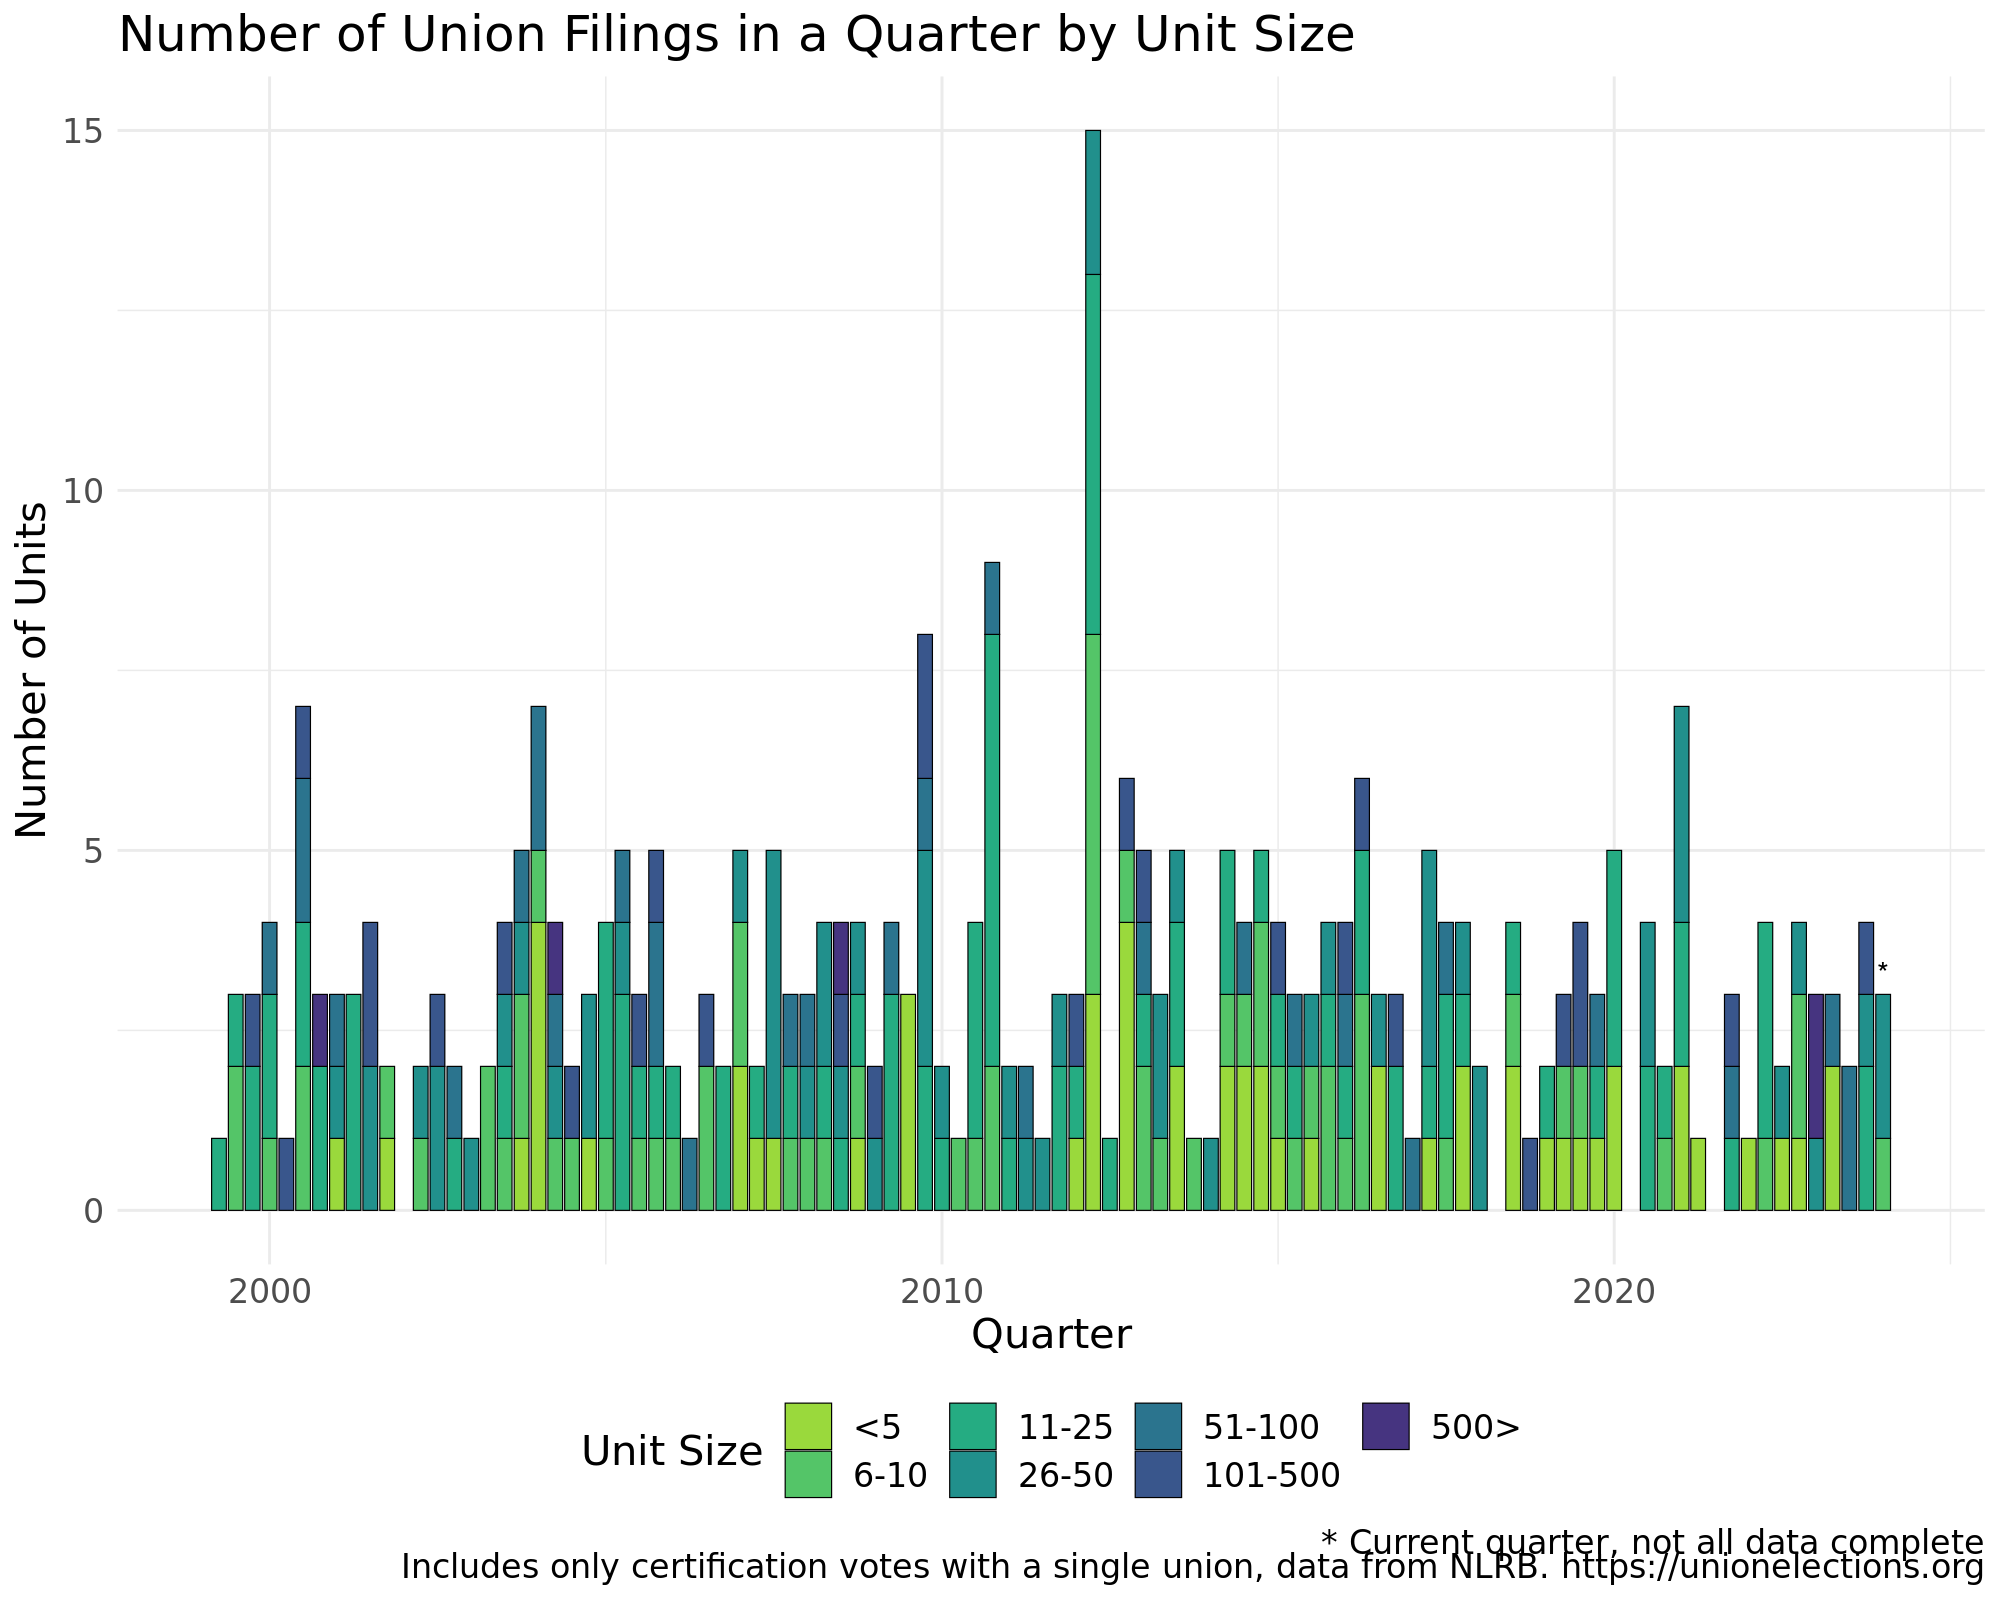 Number of Union Filings in a Quarter by Unit Size
Number of Units
15
10
5
0
2000 2010 2020
*
Quarter
Unit Size
<5 11-25 51-100 500>
6-10 26-50 101-500
* Current quarter, not all data complete
Includes only certification votes with a single union, data from NLRB. https://unionelections.org